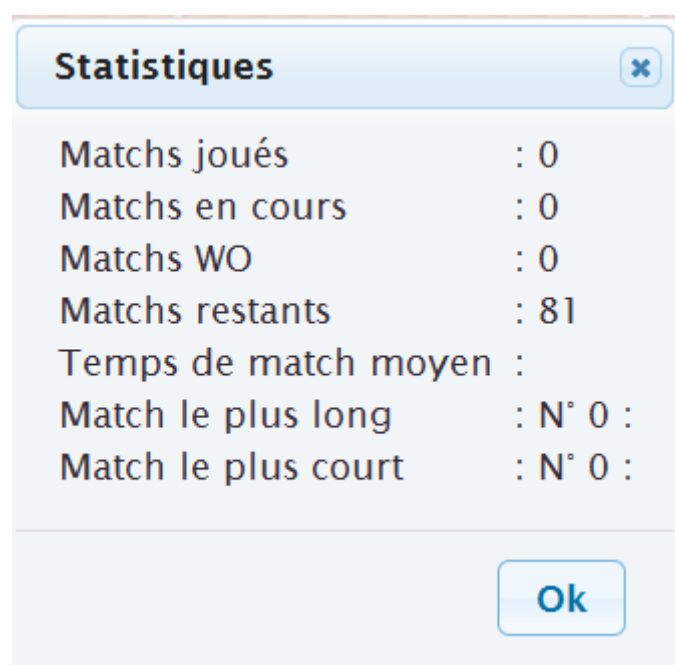 Statistiques
Matchs joués : 0
Matchs en cours : 0
Matchs WO : 0
Matchs restants : 81
Temps de match moyen :
Match le plus long : N° 0 :
Match le plus court : N° 0 :
Ok